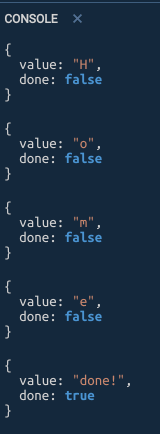 CONSOLE ×
{
  value: "H",
  done: false
}
{
  value: "o",
  done: false
}
{
  value: "m",
  done: false
}
{
  value: "e",
  done: false
}
{
  value: "done!",
  done: true
}